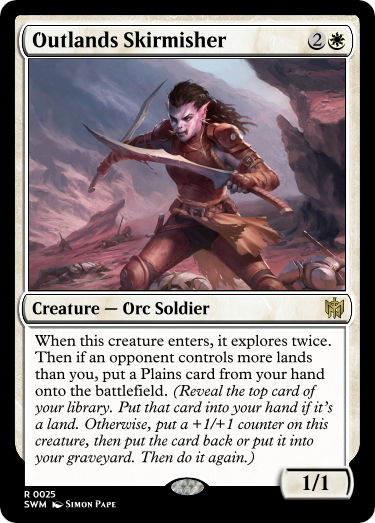 Outlands Skirmisher 2
Creature — Orc Soldier
When this creature enters, it explores twice.
Then if an opponent controls more lands
than you, put a Plains card from your hand
onto the battlefield. (Reveal the top card of
your library. Put that card into your hand if it's
a land. Otherwise, put a +1/+1 counter on this
creature, then put the card back or put it into
your graveyard. Then do it again.)
1/1
R 0025
SWM Simon Pape